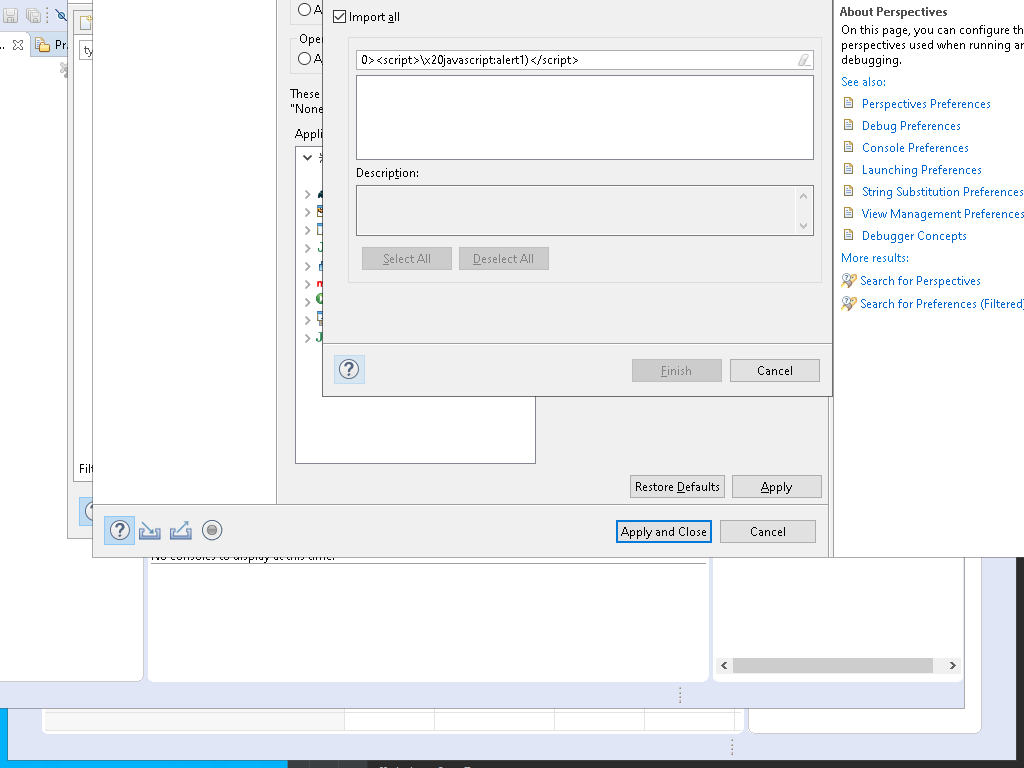 Import all
About Perspectives
On this page, you can configure the
perspectives used when running
debugging.
See also:
Perspectives Preferences
Debug Preferences
Console Preferences
Launching Preferences
String Substitution Preferences
View Management Preferences
Debugger Concepts
More results:
Search for Perspectives
Search for Preferences (Filtered)
Pr
ty
Ope
0><script>\x20javascript:alert1)</script>
These
"None
Appli
Description:
Select All
Deselect All
Finish
Cancel
Filt
Restore Defaults
Apply
Apply and Close
Cancel
No consoles to display at this time.